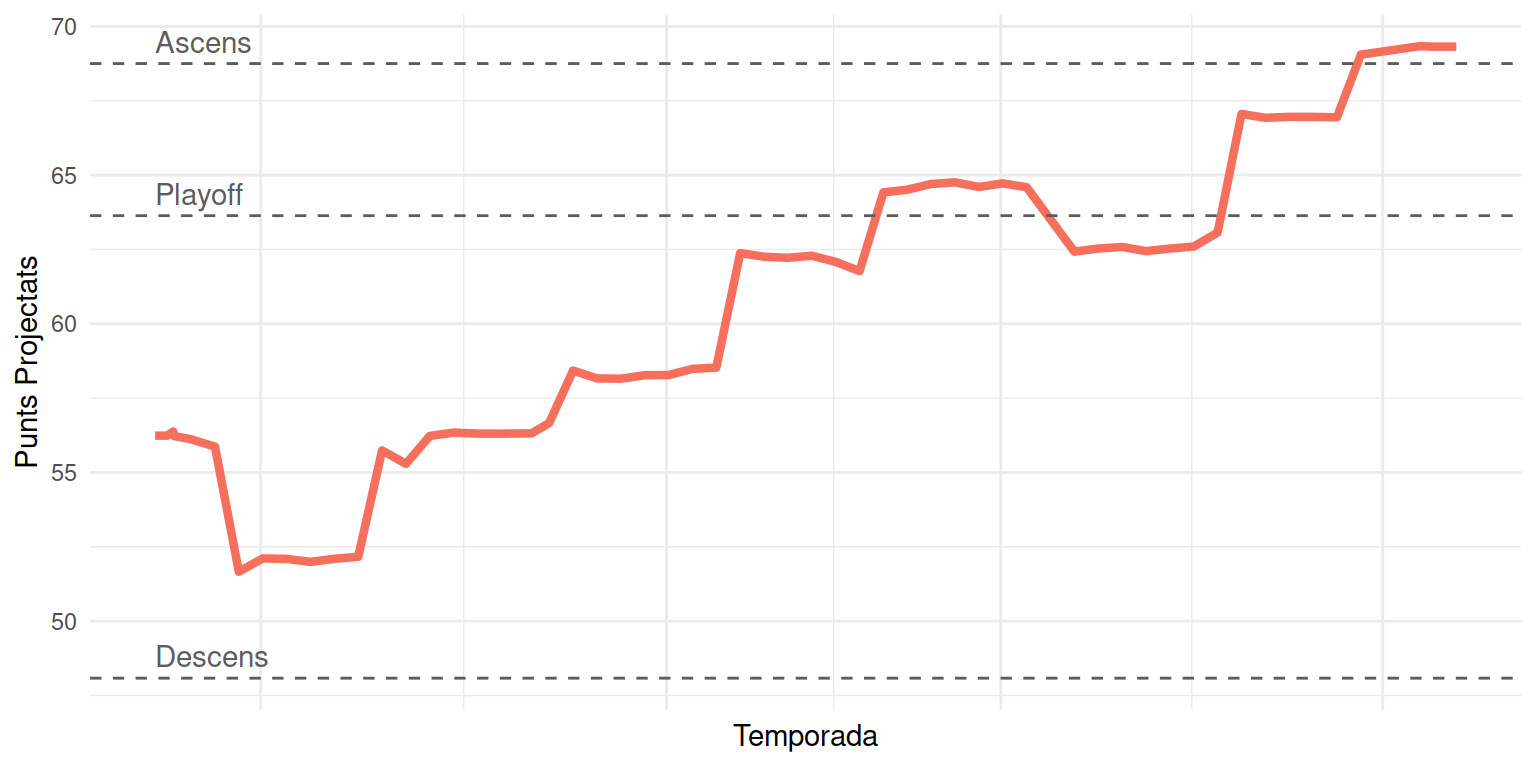 70
Ascens
65
Playoff
60
55
50
Descens
Punts Projectats
Temporada